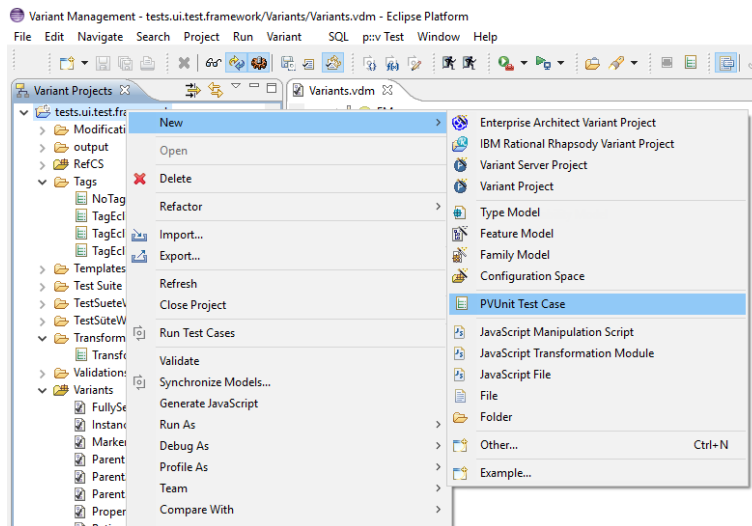 Variant Management - tests.ui.test.framework/Variants/Variants.vdm - Eclipse Platform
File Edit Navigate Search Project Run Variant SQL p::v Test Window Help
Variant Projects
Variants.vdm
tests.ui.test.fra
Modificati
output
RefCS
Tags
NoTag
TagEcl
TagEcl
TagEcl
Templates
Test Suite
TestSueteV
TestSüteW
Transform
Transfo
Validation
Variants
FullySe
Instanc
Marke
Parent
Parent
Parent
Proper
New
Open
Delete
Refactor
Import...
Export...
Refresh
Close Project
Run Test Cases
Validate
Synchronize Models...
Generate JavaScript
Run As
Debug As
Profile As
Team
Compare With
Enterprise Architect Variant Project
IBM Rational Rhapsody Variant Project
Variant Server Project
Variant Project
Type Model
Feature Model
Family Model
Configuration Space
PVUnit Test Case
JavaScript Manipulation Script
JavaScript Transformation Module
JavaScript File
File
Folder
Other... Ctrl+N
Example...